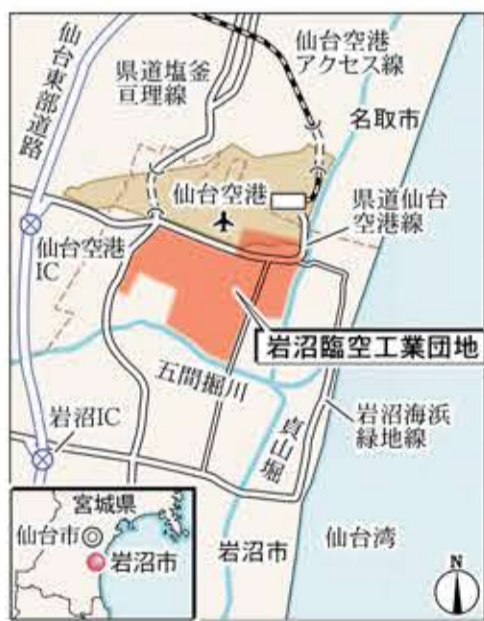 仙台東部道路
県道塩釜
亘理線
仙台空港
アクセス線
名取市
仙台空港
県道仙台
空港線
仙台空港
IC
岩沼臨空工業団地
五間堀川
貞山堀
岩沼海浜
緑地線
岩沼IC
宮城県
仙台市
岩沼市
岩沼市
仙台湾
N